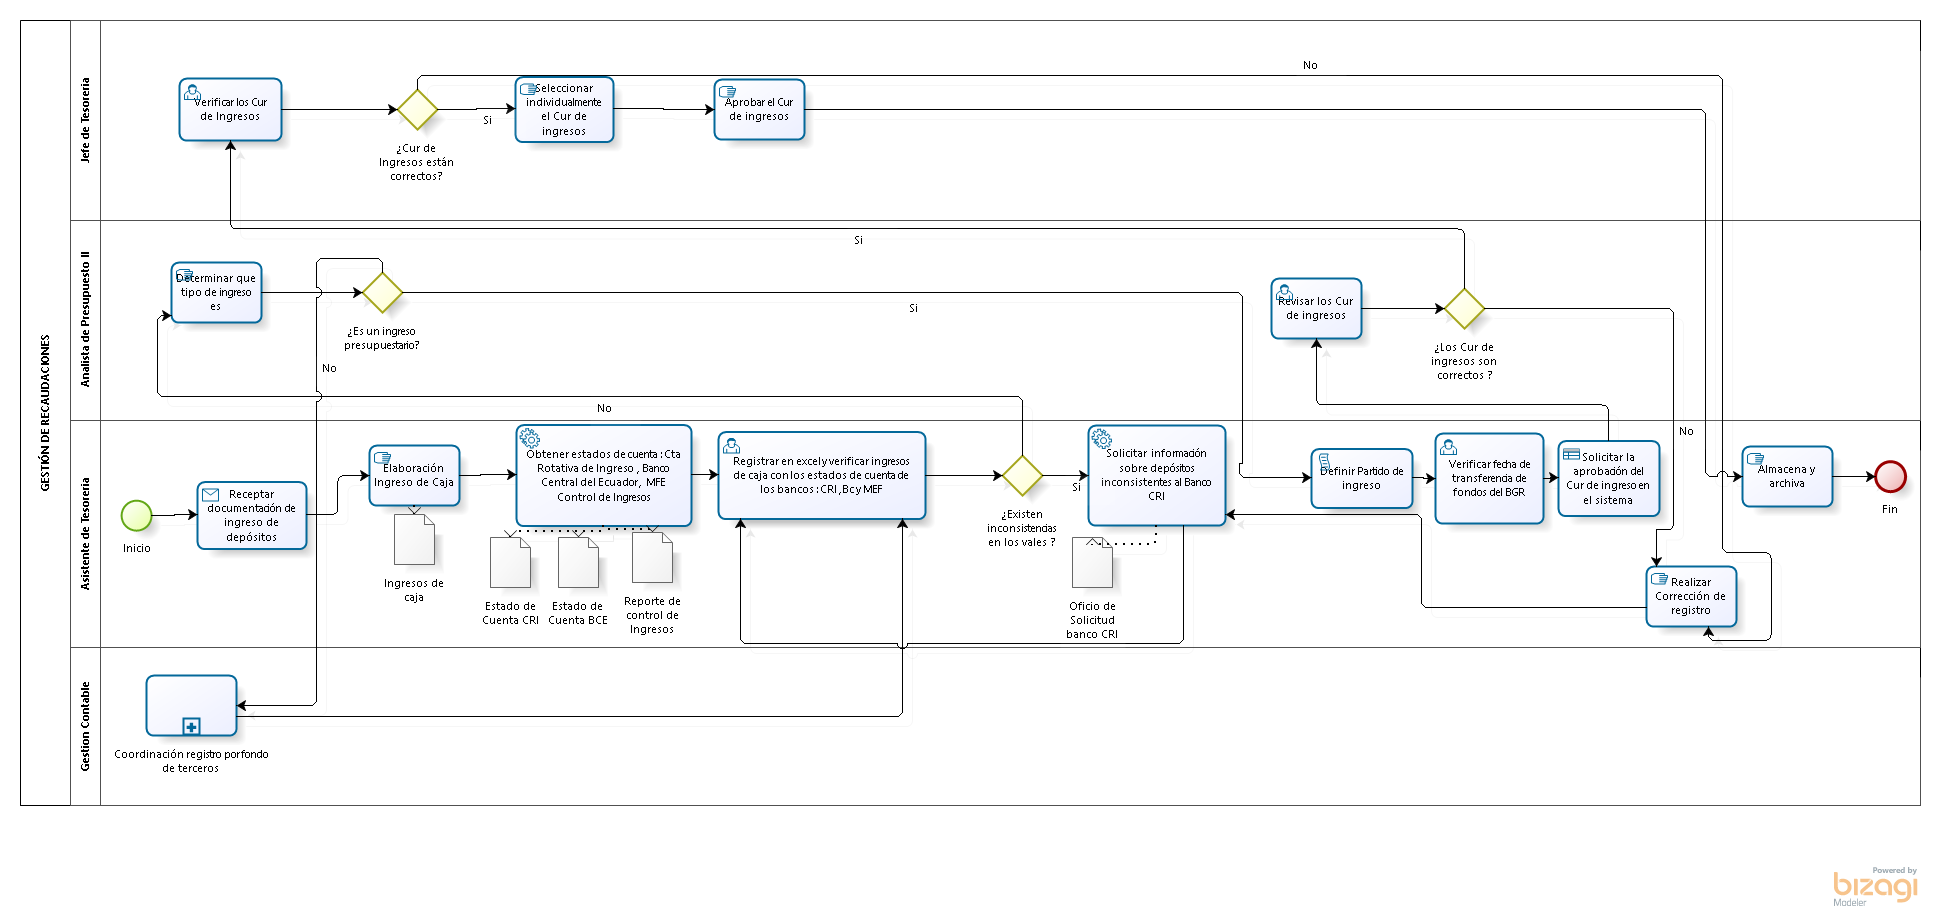 GESTIÓN DE RECAUDACIONES
Jefe de Tesoreria
Verificar los Cur
de Ingresos
¿Cur de
Ingresos están
correctos?
Si
No
Seleccionar
individualmente
el Cur de
ingresos
Aprobar el Cur
de ingresos
Analista de Presupuesto II
Determinar que
tipo de ingreso
es
¿Es un ingreso
presupuestario?
No
Si
Si
Revisar los Cur
de ingresos
¿Los Cur de
ingresos son
correctos ?
No
No
Asistente de Tesoreria
Inicio
Receptar
documentación de
ingreso de
depósitos
Elaboración
Ingreso de Caja
Ingresos de
caja
Obtener estados de cuenta : Cta
Rotativa de Ingreso , Banco
Central del Ecuador, MFE
Control de Ingresos
Estado de
Cuenta CRI
Estado de
Cuenta BCE
Reporte de
control de
Ingresos
Registrar en excel y verificar ingresos
de caja con los estados de cuenta de
los bancos : CRI , Bc y MEF
¿Existen
inconsistencias
en los vales ?
Si
Solicitar información
sobre depósitos
inconsistentes al Banco
CRI
Oficio de
Solicitud
banco CRI
Definir Partido de
ingreso
Verificar fecha de
transferencia de
fondos del BGR
Solicitar la
aprobación del
Cur de ingreso en
el sistema
Realizar
Corrección de
registro
Almacena y
archiva
Fin
Gestion Contable
Coordinación registro por fondo
de terceros
Powered by
bizagi
Modeler